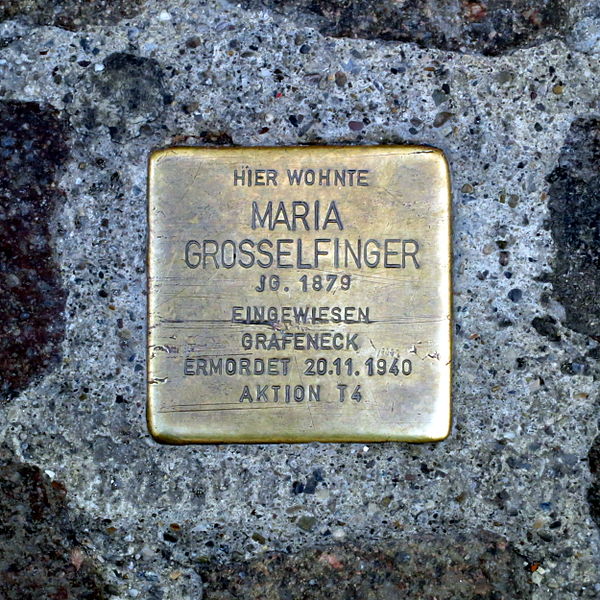 HIER WOHNTE
MARIA
GROSSELFINGER
JG. 1879
EINGEWIESEN
GRAFENECK
ERMORDET 20.11.1940
AKTION T4